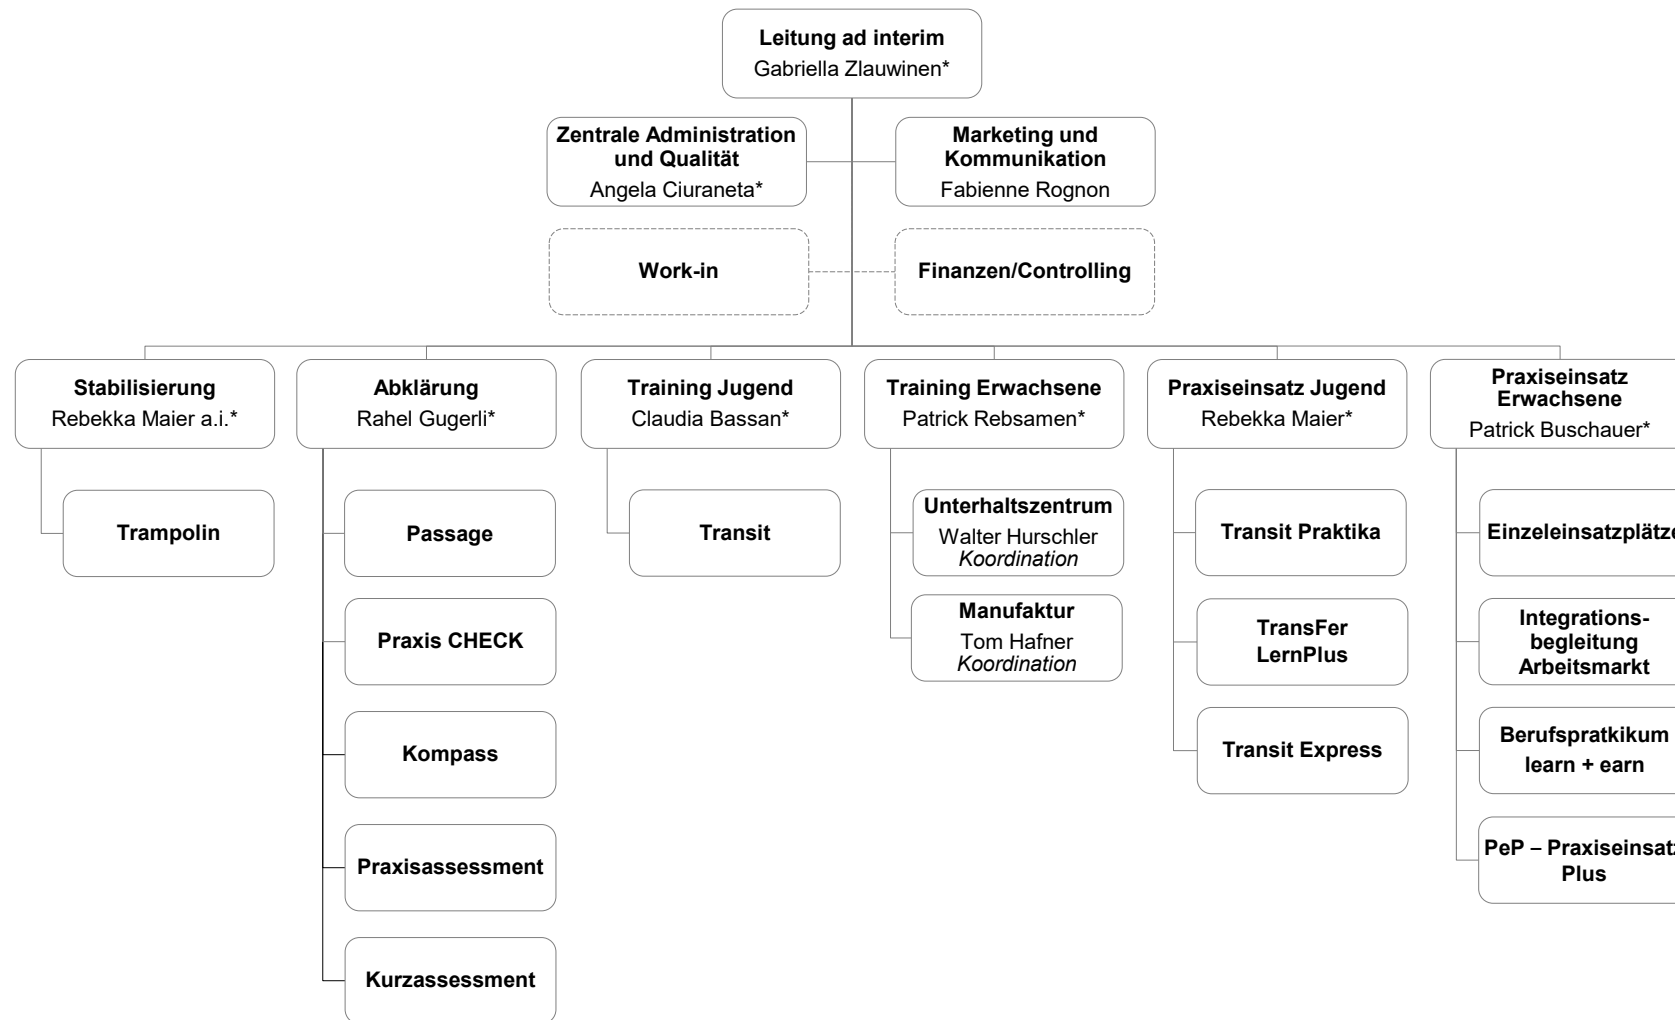 Leitung ad interim
Gabriella Zlauwinen*
Zentrale Administration
und Qualität
Angela Ciuraneta*
Marketing und
Kommunikation
Fabienne Rognon
Work-in
Finanzen/Controlling
Stabilisierung
Rebekka Maier a.i.*
Abklärung
Rahel Gugerli*
Training Jugend
Claudia Bassan*
Training Erwachsene
Patrick Rebsamen*
Praxiseinsatz Jugend
Rebekka Maier*
Praxiseinsatz
Erwachsene
Patrick Buschauer*
Trampolin
Passage
Praxis CHECK
Kompass
Praxisassessment
Kurzassessment
Transit
Unterhaltszentrum
Walter Hurschler
Koordination
Manufaktur
Tom Hafner
Koordination
Transit Praktika
TransFer
LernPlus
Transit Express
Einzeleinsatzplätze
Integrations-
begleitung
Arbeitsmarkt
Berufspratkikum
learn + earn
PeP – Praxiseinsatz
Plus